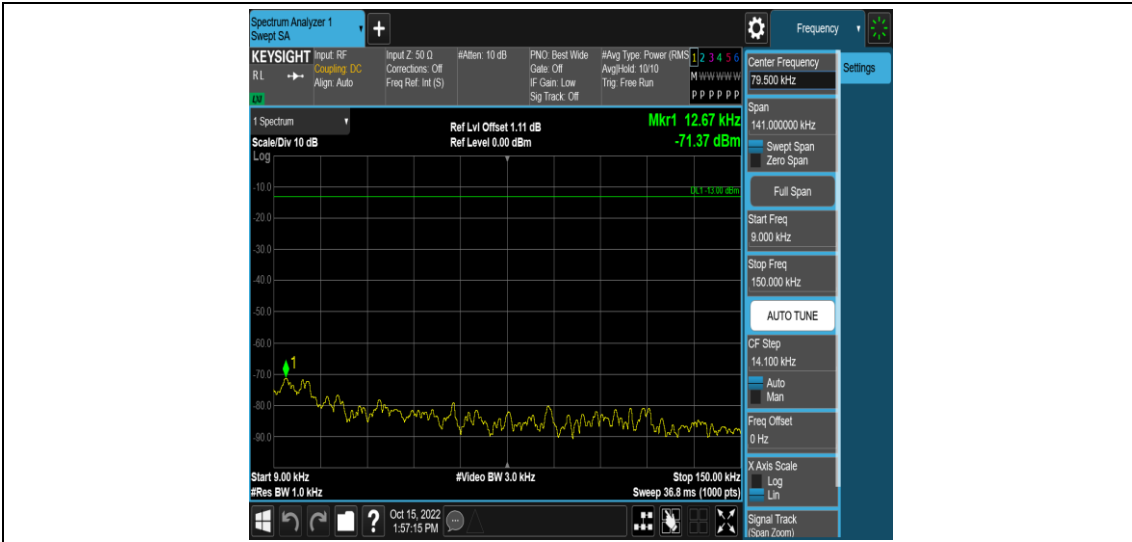 Spectrum Analyzer 1
Swept SA
+
Frequency
KEYSIGHT
RL
Input: RF
Coupling: DC
Align: Auto
Input Z: 50 Ω
Corrections: Off
Freq Ref: Int (S)
#Atten: 10 dB
PNO: Best Wide
Gate: Off
IF Gain: Low
Sig Track: Off
#Avg Type: Power (RMS
Avg|Hold: 10/10
Trig: Free Run
1 2 3 4 5 6
M W W W W W
P P P P P P
Center Frequency
79.500 kHz
Settings
Span
141.000000 kHz
Swept Span
Zero Span
Full Span
Start Freq
9.000 kHz
Stop Freq
150.000 kHz
AUTO TUNE
CF Step
14.100 kHz
Auto
Man
Freq Offset
0 Hz
X Axis Scale
Log
Lin
Signal Track
(Span Zoom)
1 Spectrum
Scale/Div 10 dB
Log
Ref Lvl Offset 1.11 dB
Ref Level 0.00 dBm
Mkr1 12.67 kHz
-71.37 dBm
DL1 -13.00 dBm
-10.0
-20.0
-30.0
-40.0
-50.0
-60.0
1
-70.0
-80.0
-90.0
Start 9.00 kHz
#Res BW 1.0 kHz
#Video BW 3.0 kHz
Stop 150.00 kHz
Sweep 36.8 ms (1000 pts)
?
Oct 15, 2022
1:57:15 PM